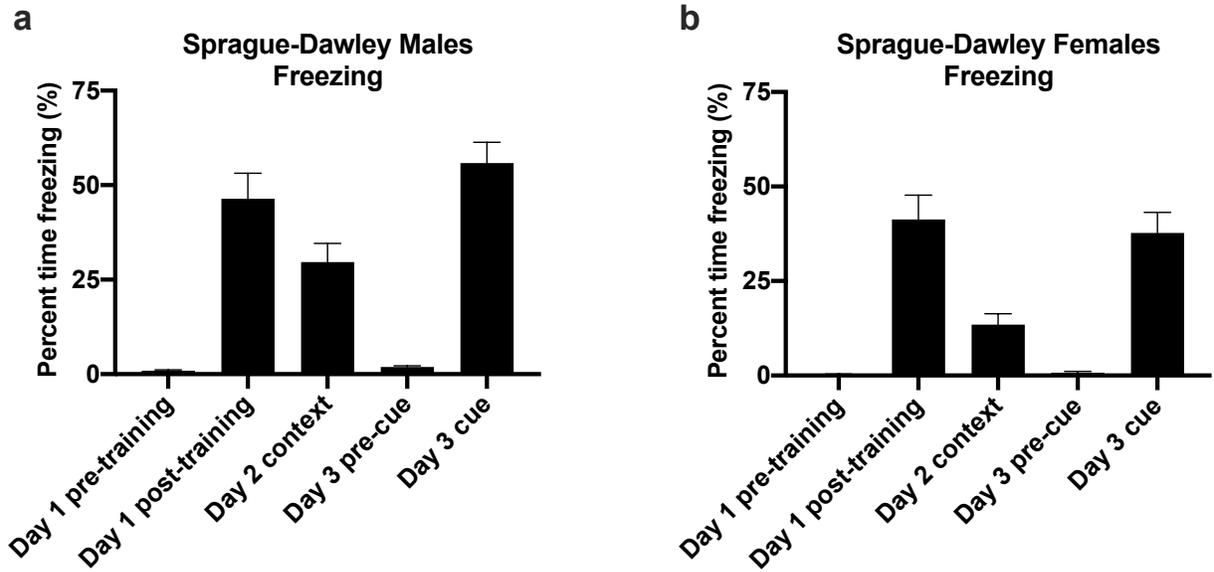 a
Sprague-Dawley Males
Freezing
Percent time freezing (%)
75
50
25
0
Day 1 pre-training
Day 1 post-training
Day 2 context
Day 3 pre-cue
Day 3 cue
b
Sprague-Dawley Females
Freezing
Percent time freezing (%)
75
50
25
0
Day 1 pre-training
Day 1 post-training
Day 2 context
Day 3 pre-cue
Day 3 cue